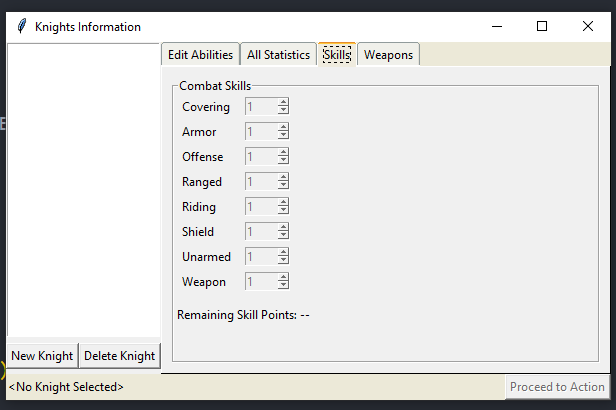 Knights Information
Edit Abilities All Statistics Skills Weapons
Combat Skills
Covering 1
Armor 1
Offense 1
Ranged 1
Riding 1
Shield 1
Unarmed 1
Weapon 1
Remaining Skill Points: --
New Knight Delete Knight
<No Knight Selected> Proceed to Action